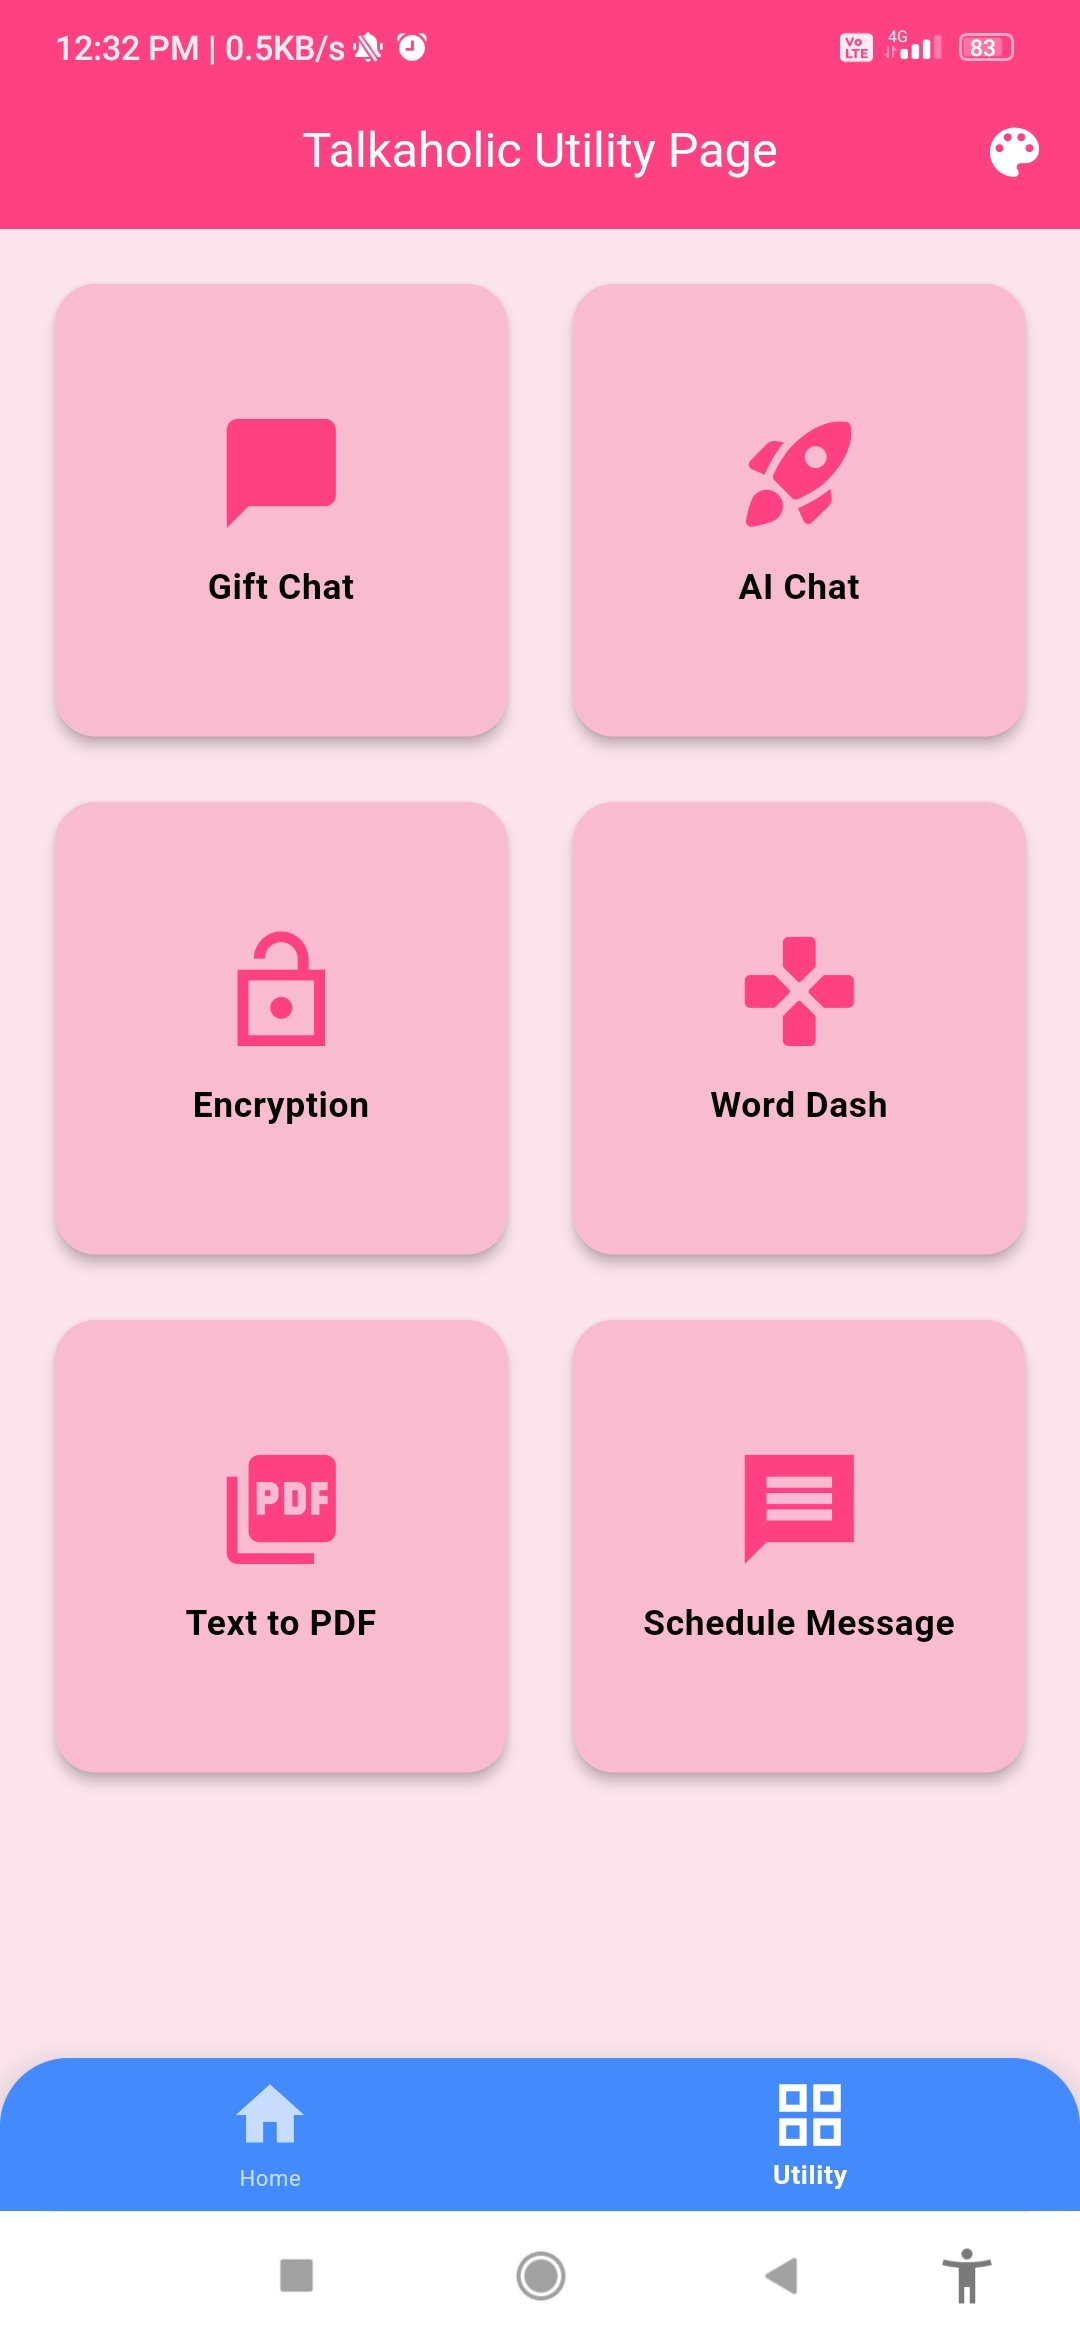 12:32 PM | 0.5KB/s
Vo LTE
4G
83
Talkaholic Utility Page
Gift Chat
AI Chat
Encryption
Word Dash
PDF
Text to PDF
Schedule Message
Home
Utility